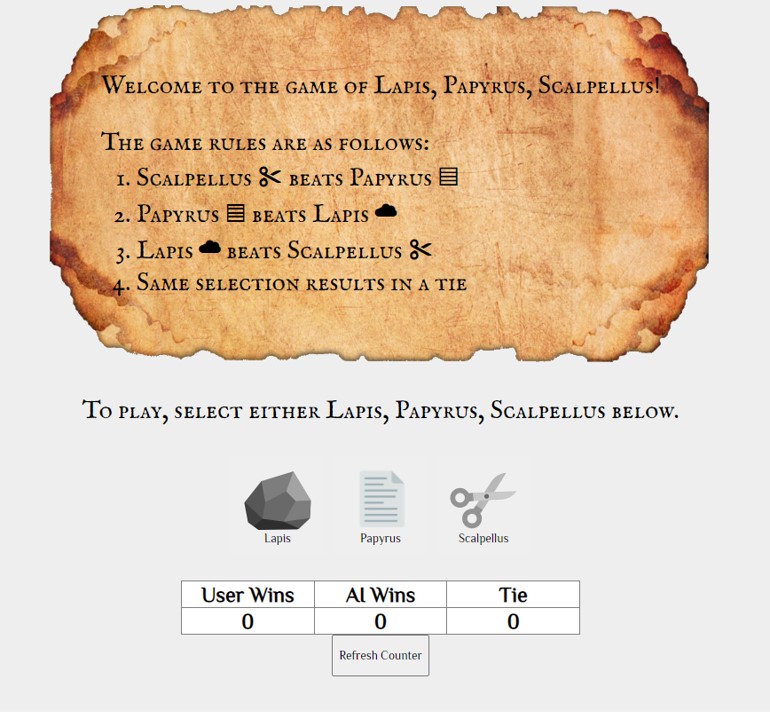 Welcome to the game of Lapis, Papyrus, Scalpellus!
The game rules are as follows:
1. Scalpellus beats Papyrus
2. Papyrus beats Lapis
3. Lapis beats Scalpellus
4. Same selection results in a tie
To play, select either Lapis, Papyrus, Scalpellus below.
Lapis Papyrus Scalpellus
User Wins AI Wins Tie
0 0 0
Refresh Counter